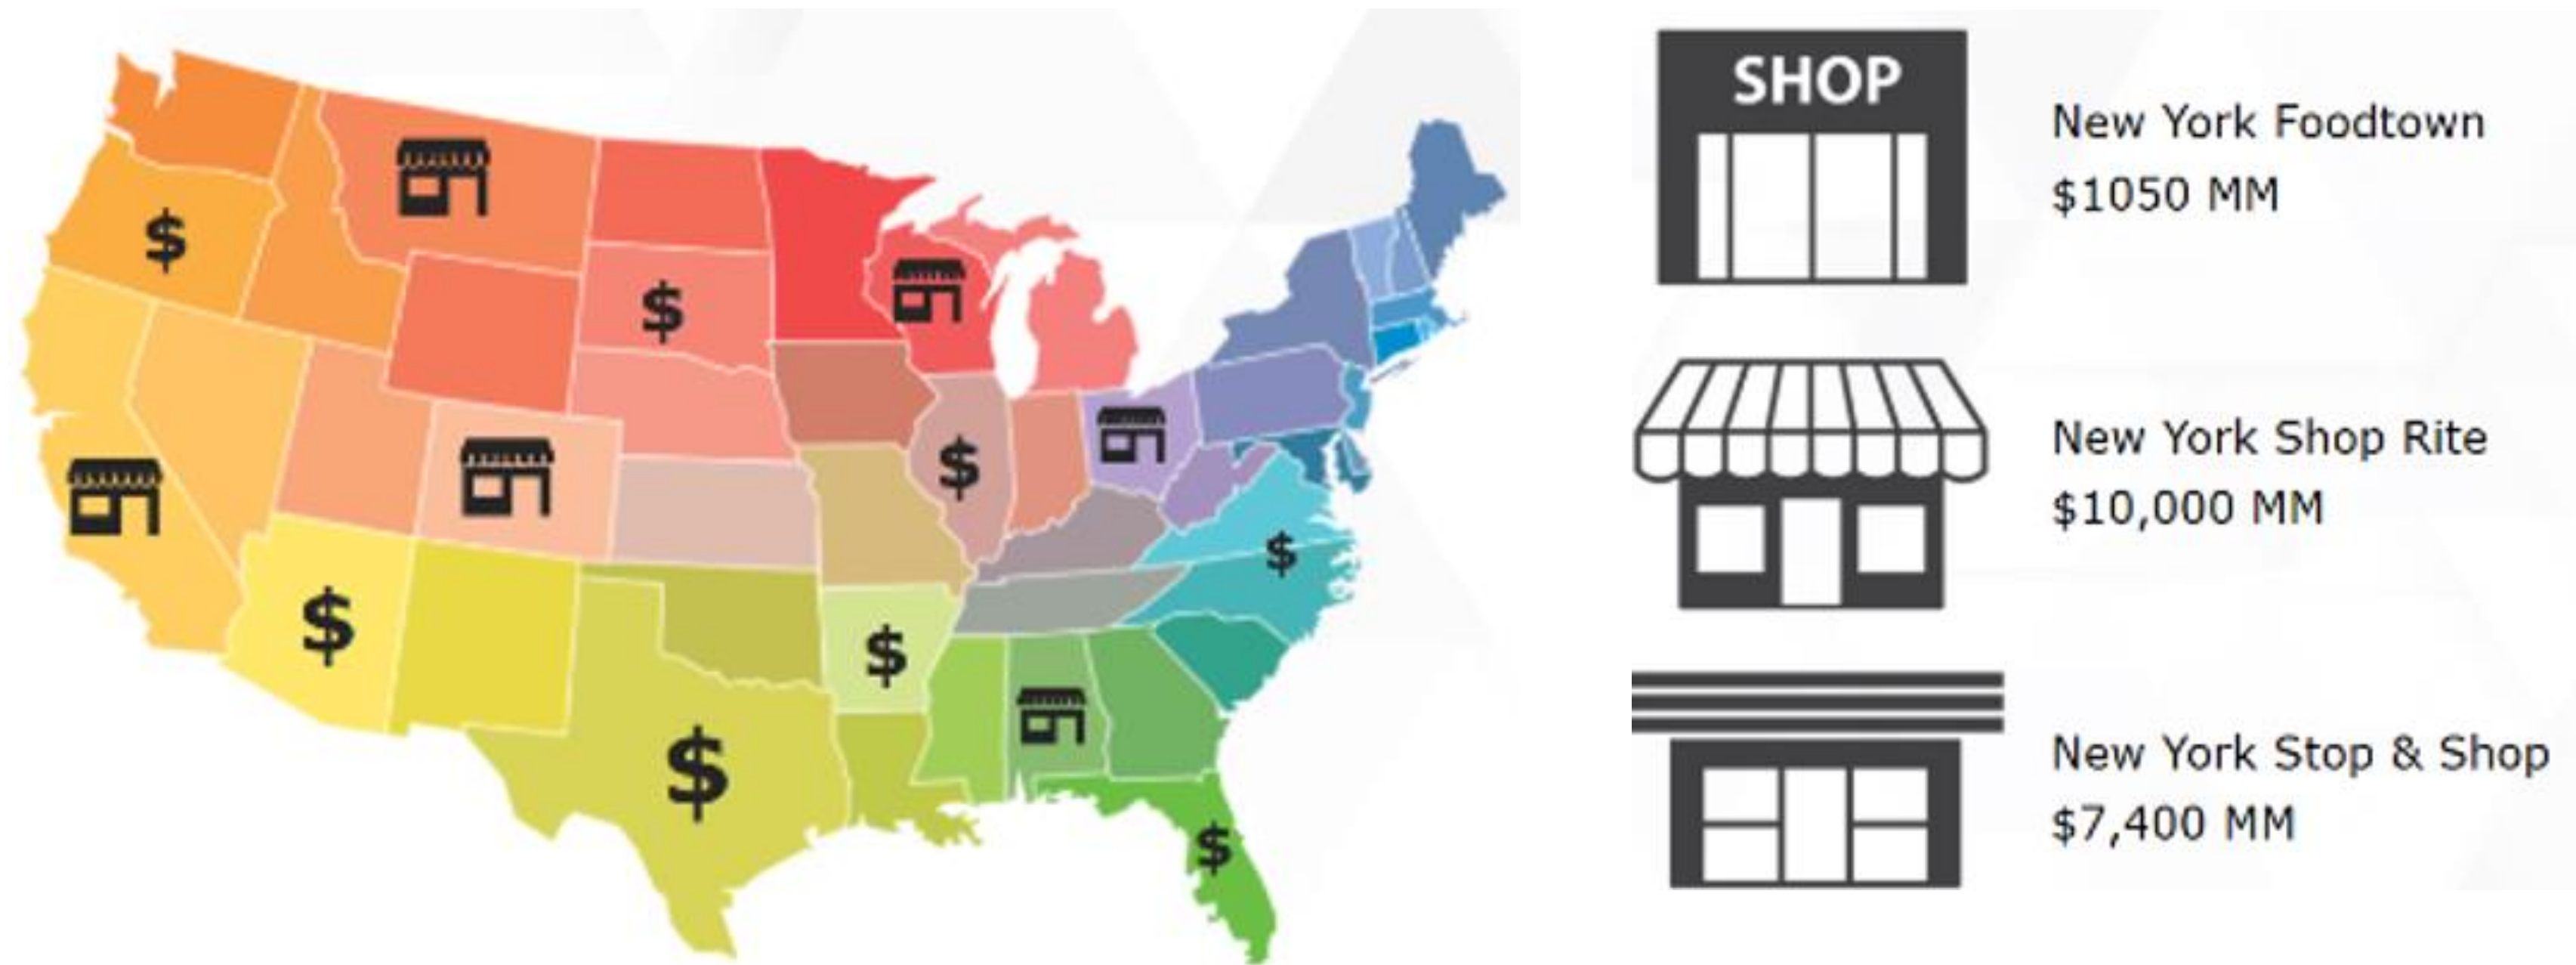 $
$
$
$
$
$
$
$
SHOP
New York Foodtown
$1050 MM
New York Shop Rite
$10,000 MM
New York Stop & Shop
$7,400 MM